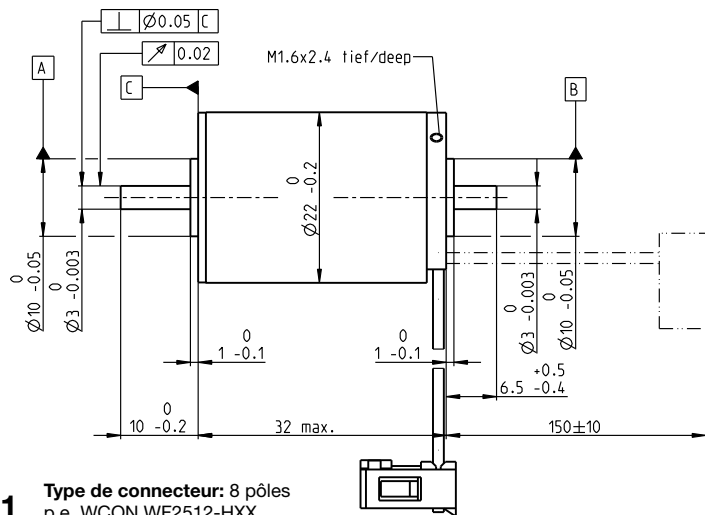 ⊥ Ø0.05 C
↗ 0.02
M1.6x2.4 tief/deep
A
C
B
0
Ø22 -0.2
0
Ø10 -0.05
0
Ø3 -0.003
0
Ø3 -0.003
0
Ø10 -0.05
0
1 -0.1
0
1 -0.1
+0.5
6.5 -0.4
0
10 -0.2
32 max.
150±10
1
Type de connecteur: 8 pôles
p.e. WCON WF2512-HXX